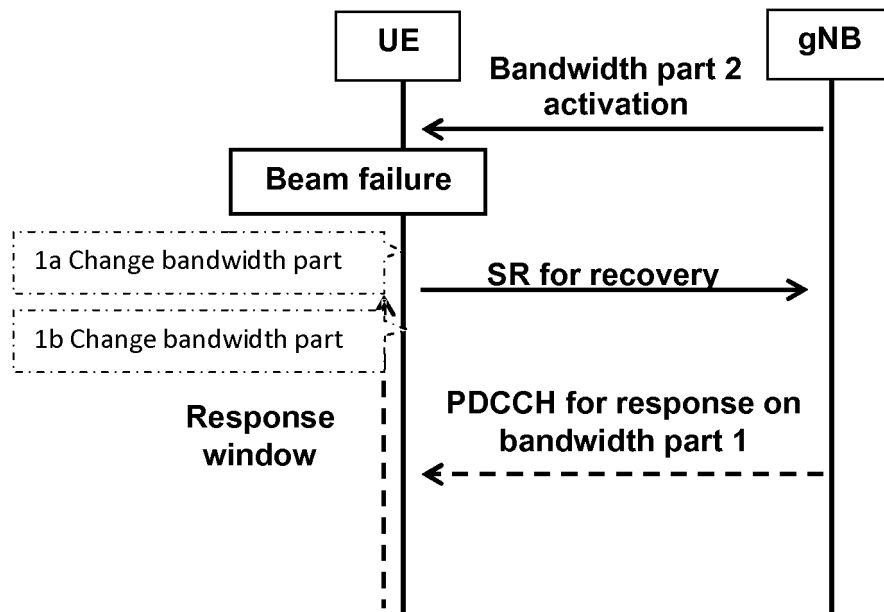 UE
gNB
Bandwidth part 2
activation
Beam failure
1a Change bandwidth part
SR for recovery
1b Change bandwidth part
Response
window
PDCCH for response on
bandwidth part 1